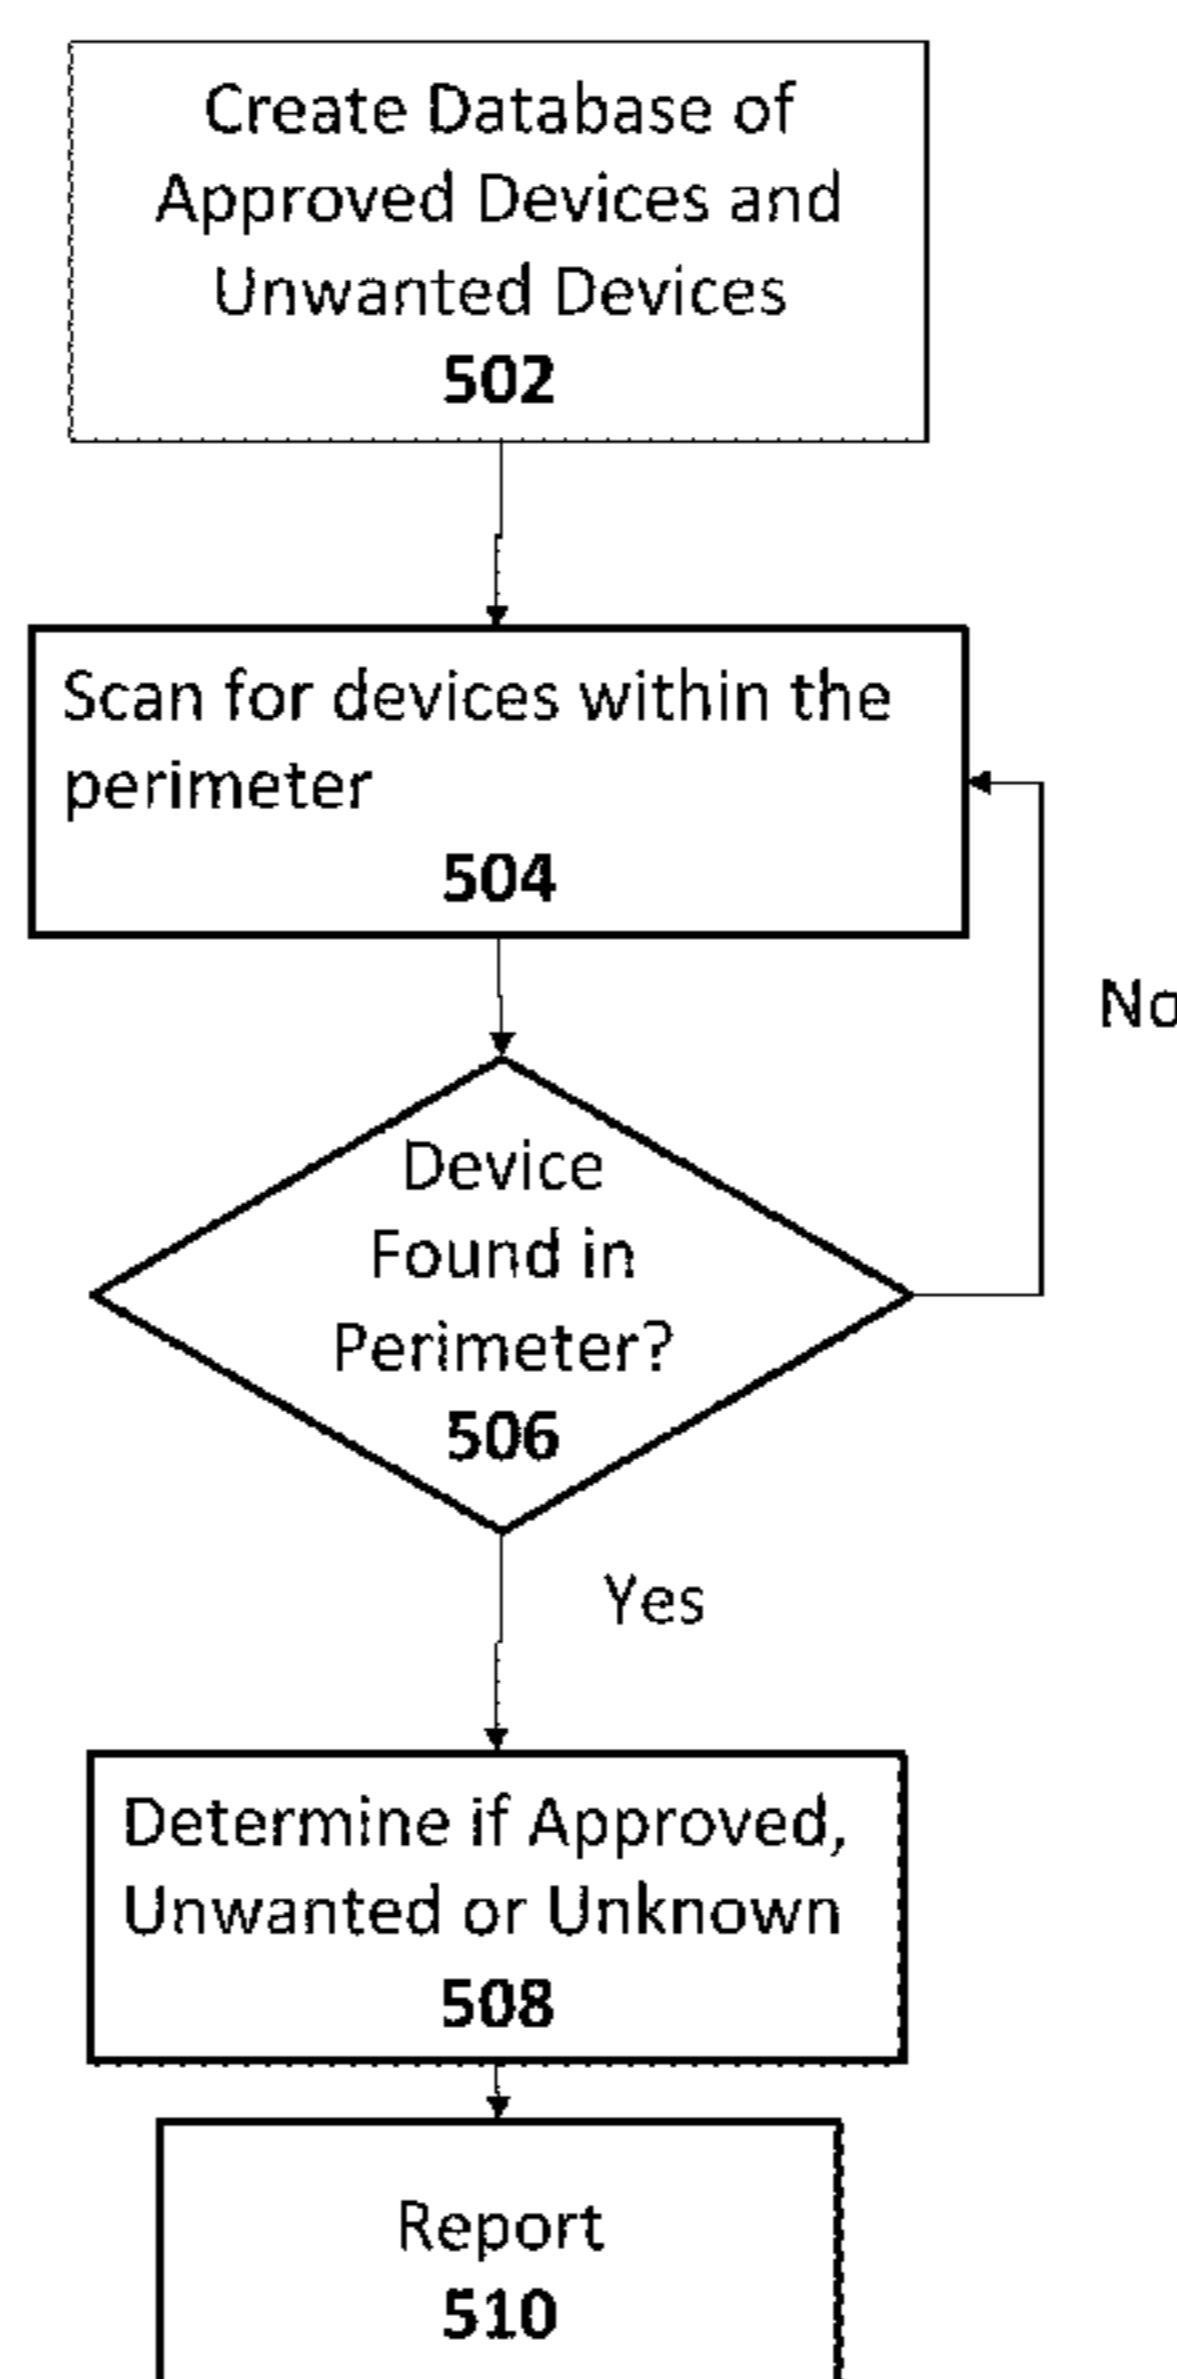 Create Database of
Approved Devices and
Unwanted Devices
502
Scan for devices within the
perimeter
504
No
Device
Found in
Perimeter?
506
Yes
Determine if Approved,
Unwanted or Unknown
508
Report
510